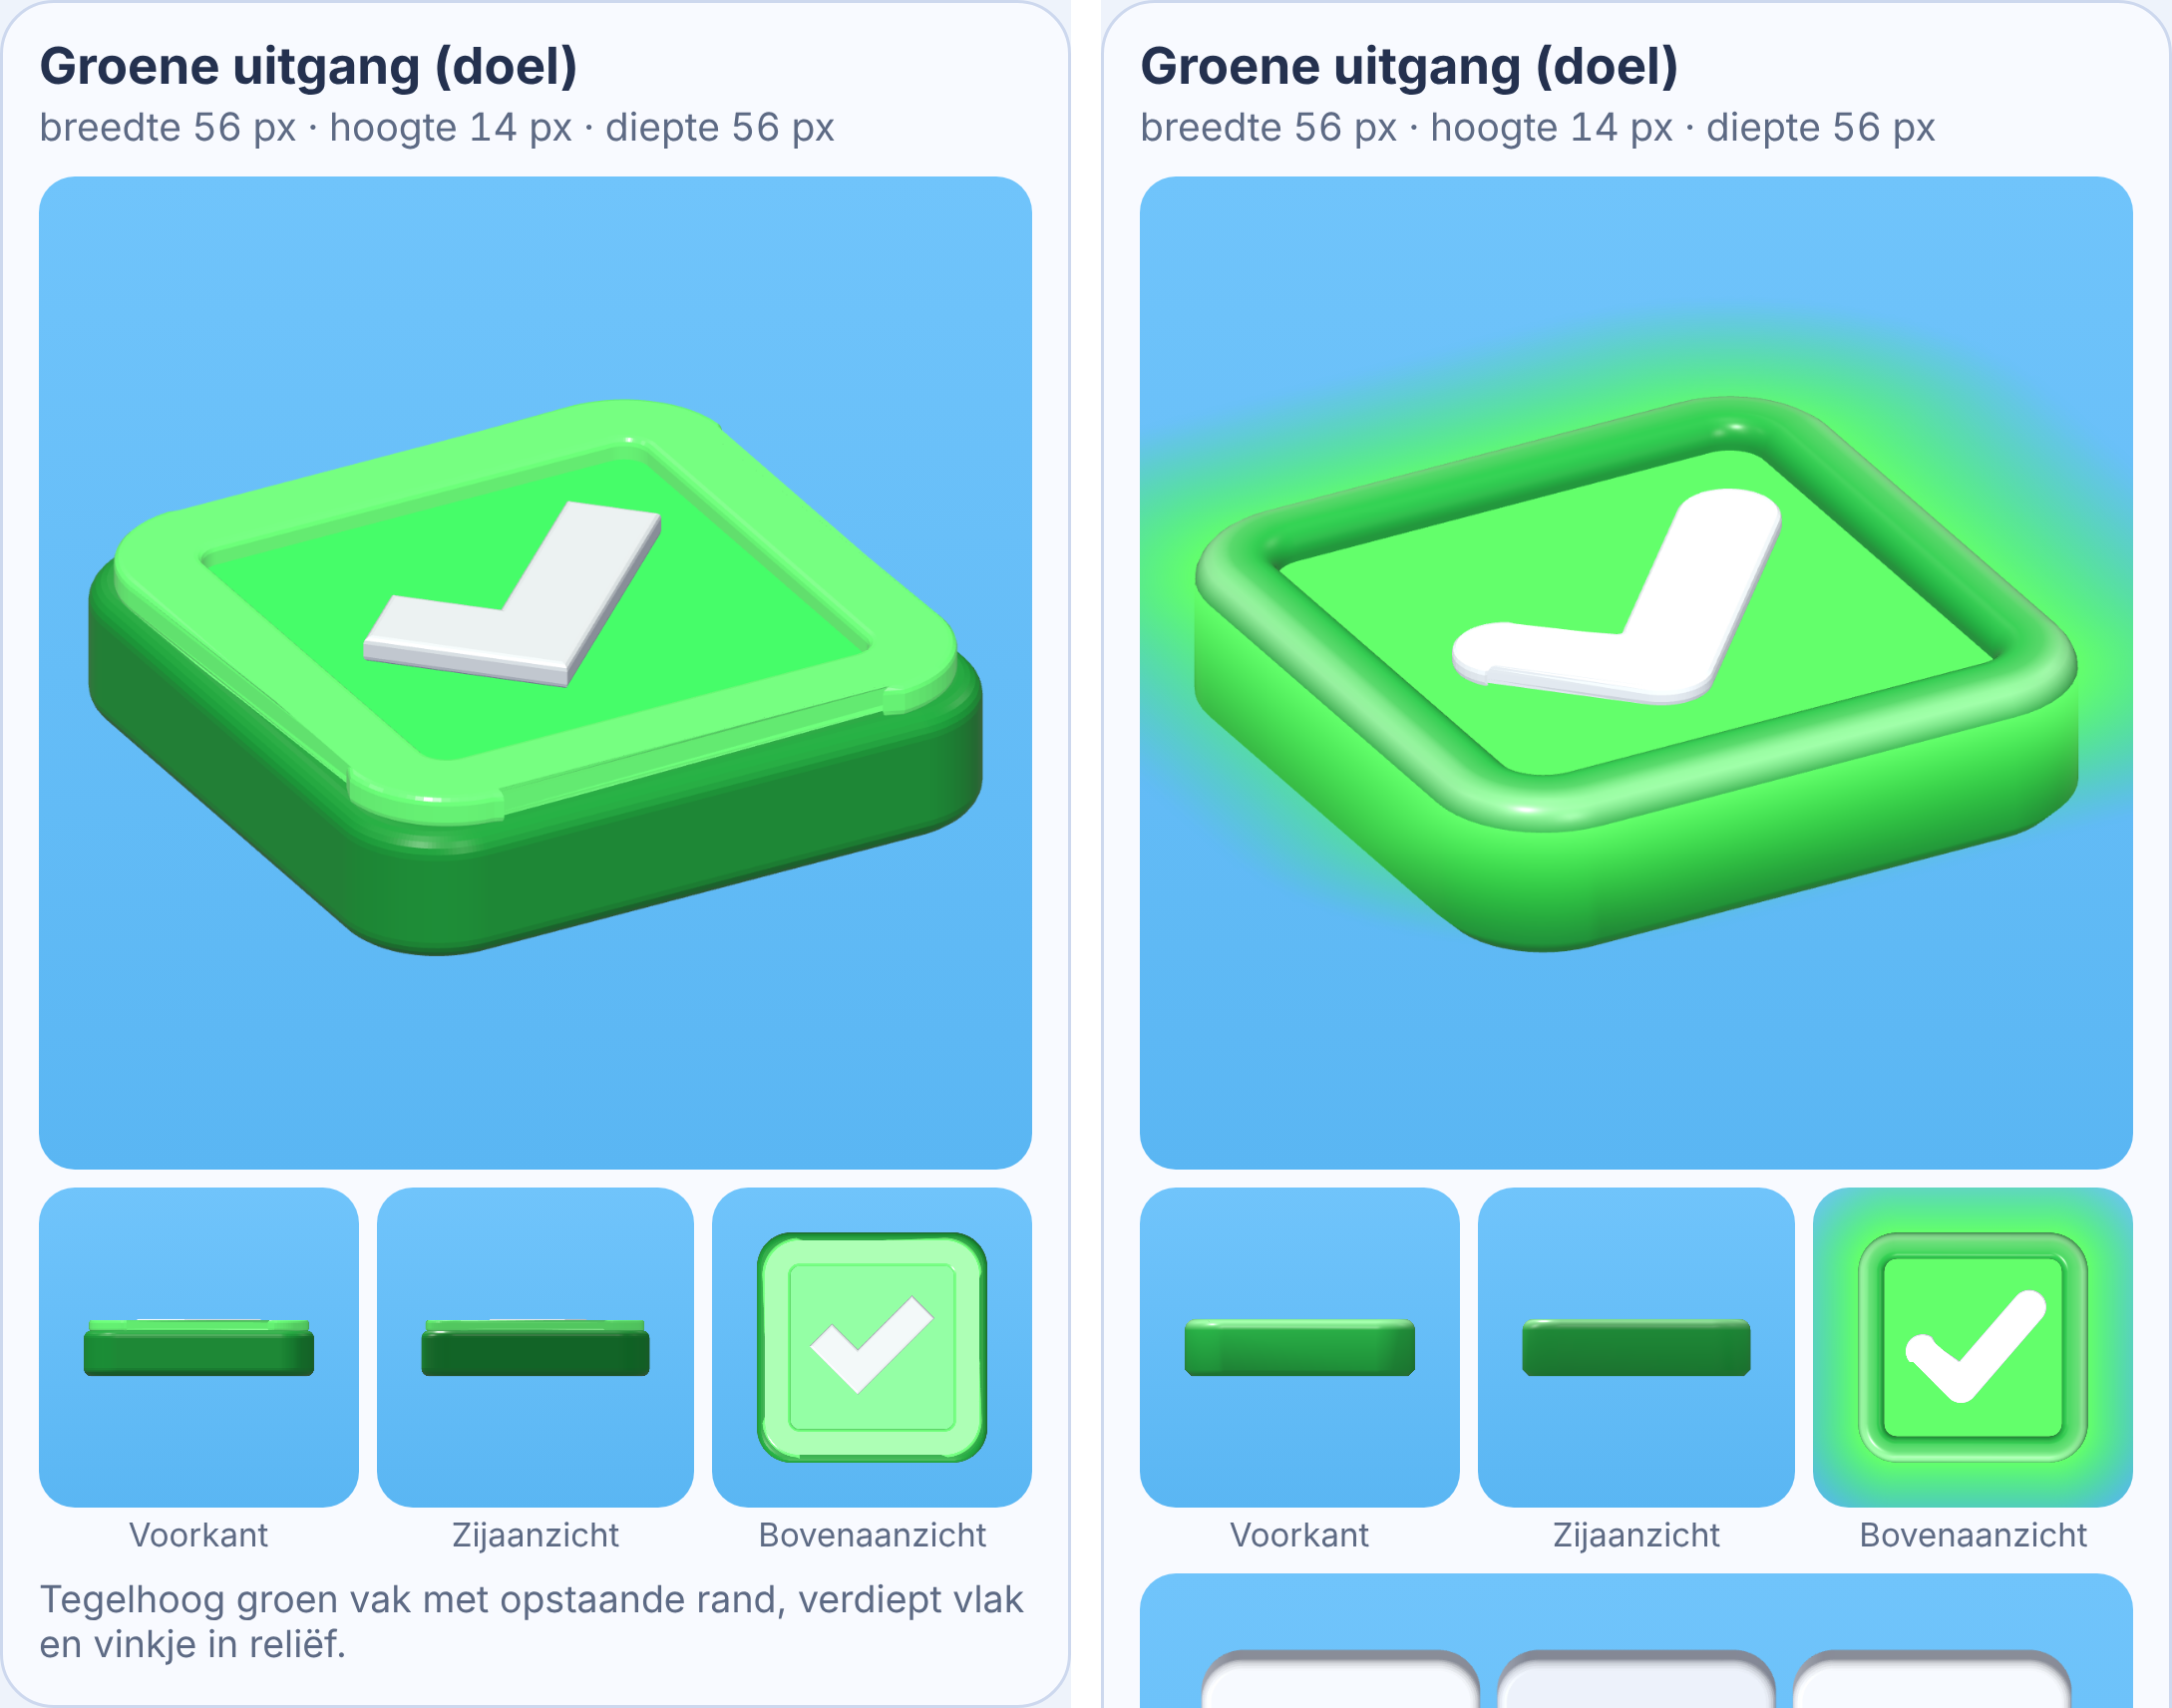 Groene uitgang (doel)
breedte 56 px · hoogte 14 px · diepte 56 px
Voorkant
Zijaanzicht
Bovenaanzicht
Tegelhoog groen vak met opstaande rand, verdiept vlak
en vinkje in reliëf.
Groene uitgang (doel)
breedte 56 px · hoogte 14 px · diepte 56 px
Voorkant
Zijaanzicht
Bovenaanzicht